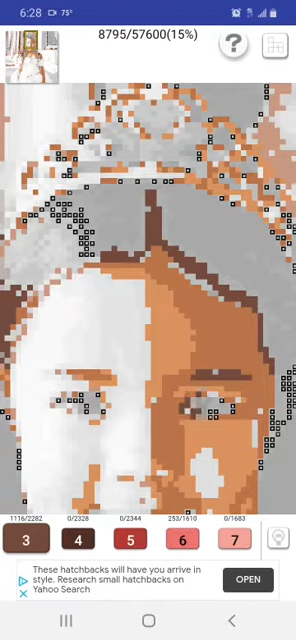 6:28 75°
8795/57600(15%)
?
1116/2282 0/2328 0/2344 253/1610 0/1683
3 4 5 6 7
These hatchbacks will have you arrive in
style. Research small hatchbacks on
Yahoo Search
OPEN